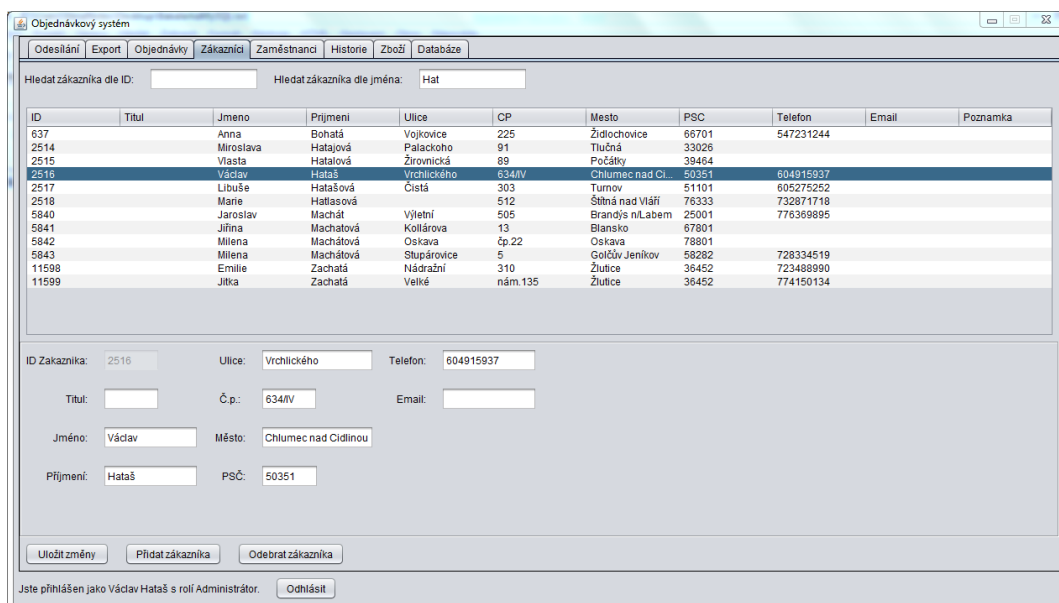 Objednávkový systém
Odesílání Export Objednávky Zákazníci Zaměstnanci Historie Zboží Databáze
Hledat zákazníka dle ID: Hledat zákazníka dle jména: Hat
ID Titul Jmeno Prijmeni Ulice CP Mesto PSC Telefon Email Poznamka
637 Anna Bohatá Vojkovice 225 Židlochovice 66701 547231244
2514 Miroslava Hatajová Palackoho 91 Tlučná 33026
2515 Vlasta Hatalová Žirovnická 89 Počátky 39464
2516 Václav Hataš Vrchlického 634/IV Chlumec nad Ci... 50351 604915937
2517 Libuše Hatašová Čistá 303 Turnov 51101 605275252
2518 Marie Hatlasová 512 Štítná nad Vláří 76333 732871718
5840 Jaroslav Machát Výletní 505 Brandýs n/Labem 25001 776369895
5841 Jiřina Machatová Kollárova 13 Blansko 67801
5842 Milena Machátová Oskava čp.22 Oskava 78801
5843 Milena Machátová Stupárovice 5 Golčův Jeníkov 58282 728334519
11598 Emilie Zachatá Nádražní 310 Žlutice 36452 723488990
11599 Jitka Zachatá Velké nám.135 Žlutice 36452 774150134
ID Zakaznika: 2516 Ulice: Vrchlického Telefon: 604915937
Titul: Č.p.: 634/IV Email:
Jméno: Václav Město: Chlumec nad Cidlinou
Příjmení: Hataš PSČ: 50351
Uložit změny Přidat zákazníka Odebrat zákazníka
Jste přihlášen jako Václav Hataš s rolí Administrátor. Odhlásit